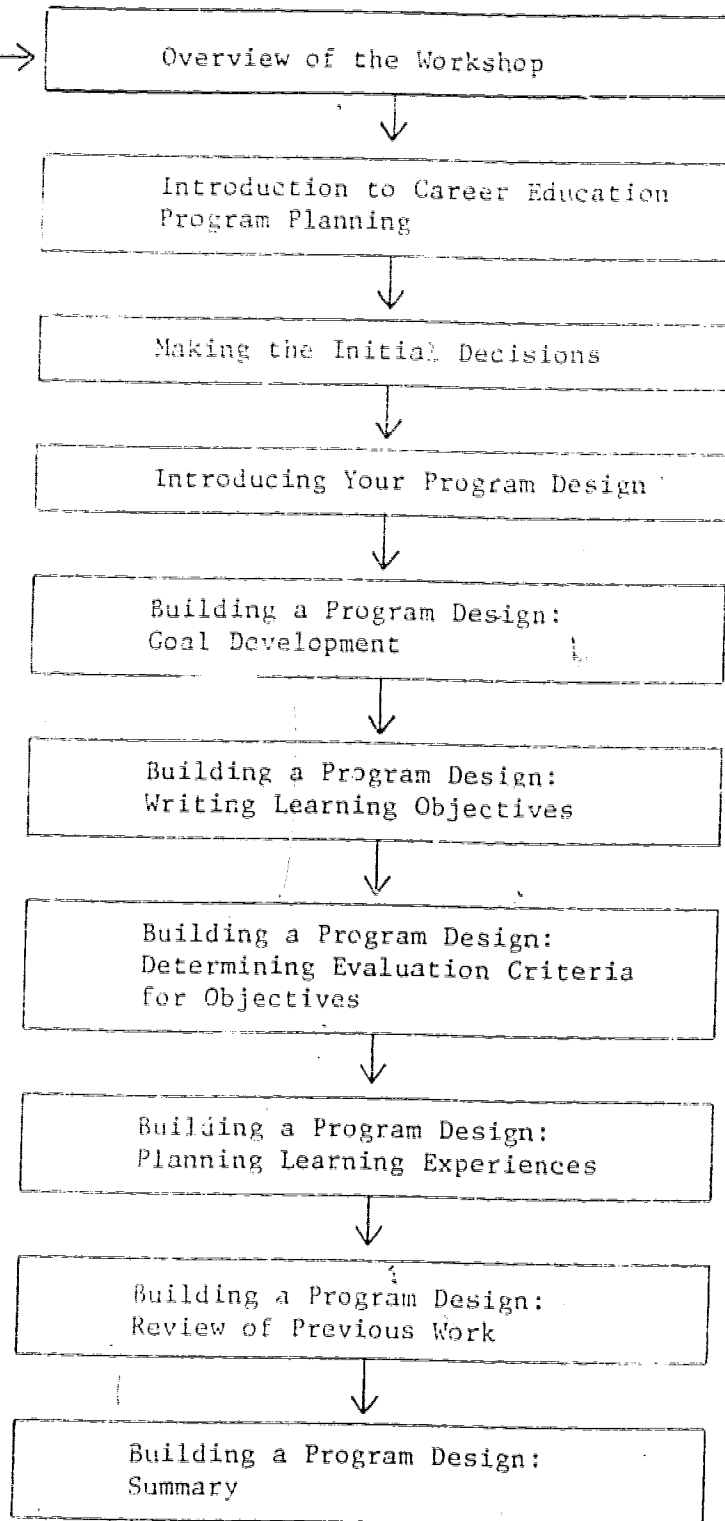 Overview of the Workshop
Introduction to Career Education
Program Planning
Making the Initial Decisions
Introducing Your Program Design
Building a Program Design:
Goal Development
Building a Program Design:
Writing Learning Objectives
Building a Program Design:
Determining Evaluation Criteria
for Objectives
Building a Program Design:
Planning Learning Experiences
Building a Program Design:
Review of Previous Work
Building a Program Design:
Summary